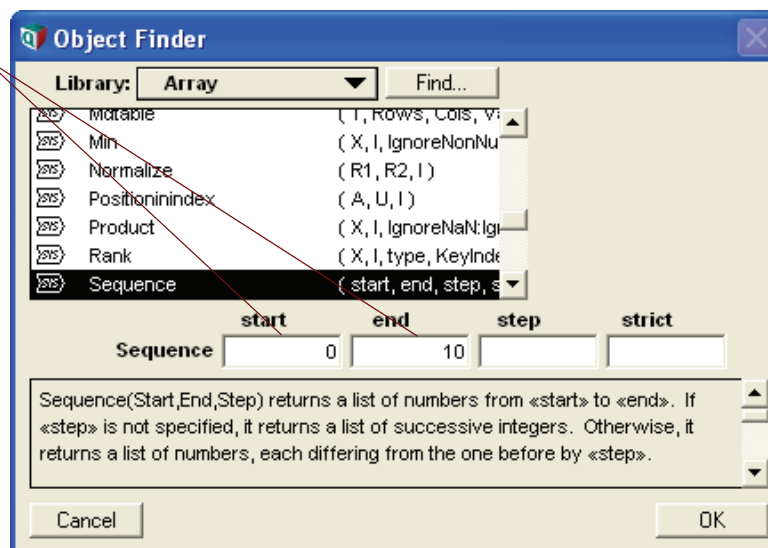 Object Finder
Library: Array Find...
Mdtable ( T, Rows, Cols, V
Min ( X, I, IgnoreNonNu
Normalize ( R1, R2, I )
Positioninindex ( A, U, I )
Product ( X, I, IgnoreNaN:Ig
Rank ( X, I, type, KeyInde
Sequence ( start, end, step, s
start end step strict
Sequence 0 10
Sequence(Start,End,Step) returns a list of numbers from «start» to «end». If
«step» is not specified, it returns a list of successive integers. Otherwise, it
returns a list of numbers, each differing from the one before by «step».
Cancel OK